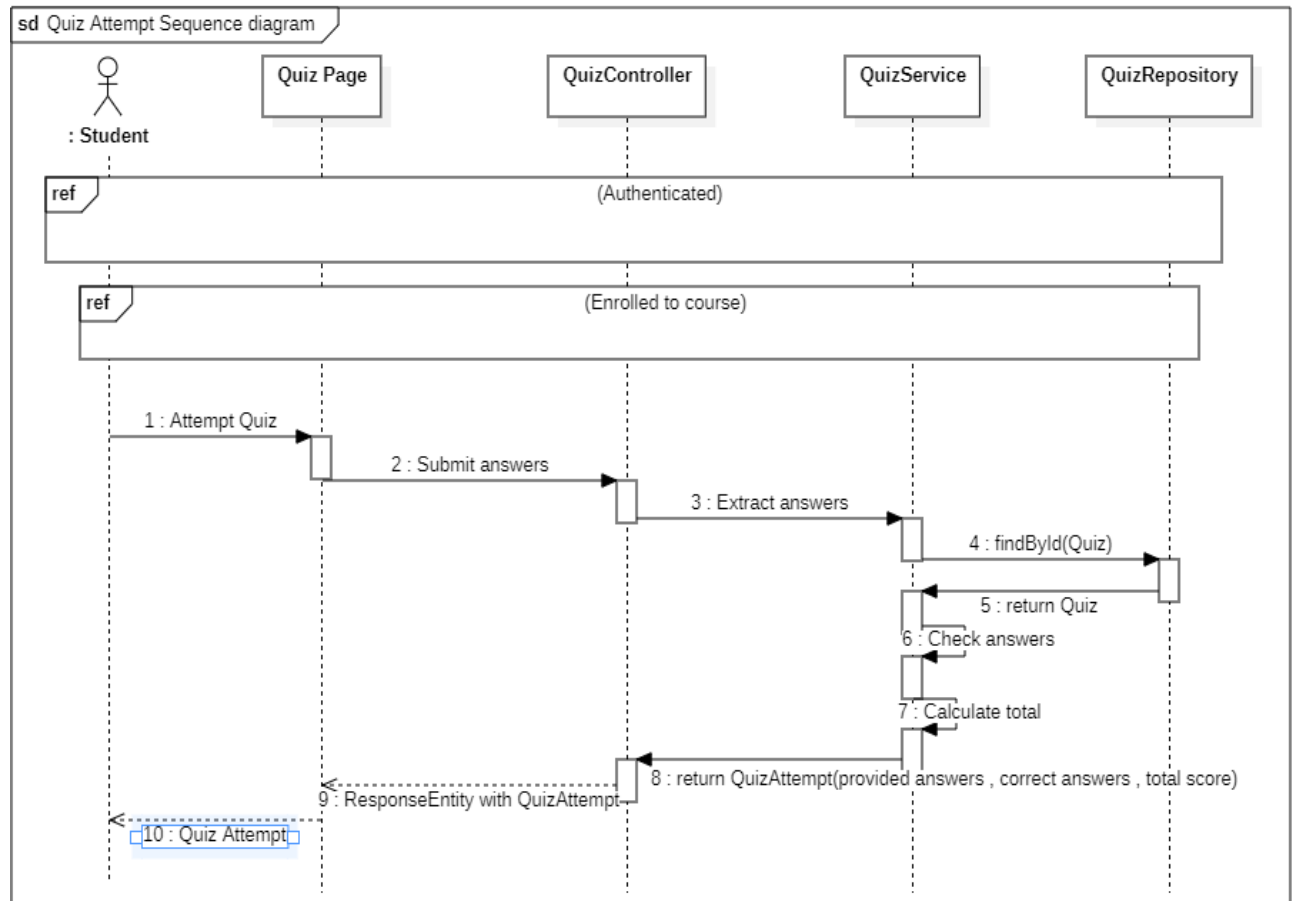 sd Quiz Attempt Sequence diagram
: Student
Quiz Page
QuizController
QuizService
QuizRepository
ref
(Authenticated)
ref
(Enrolled to course)
1 : Attempt Quiz
2 : Submit answers
3 : Extract answers
4 : findById(Quiz)
5 : return Quiz
6 : Check answers
7 : Calculate total
8 : return QuizAttempt(provided answers , correct answers , total score)
9 : ResponseEntity with QuizAttempt
10 : Quiz Attempt